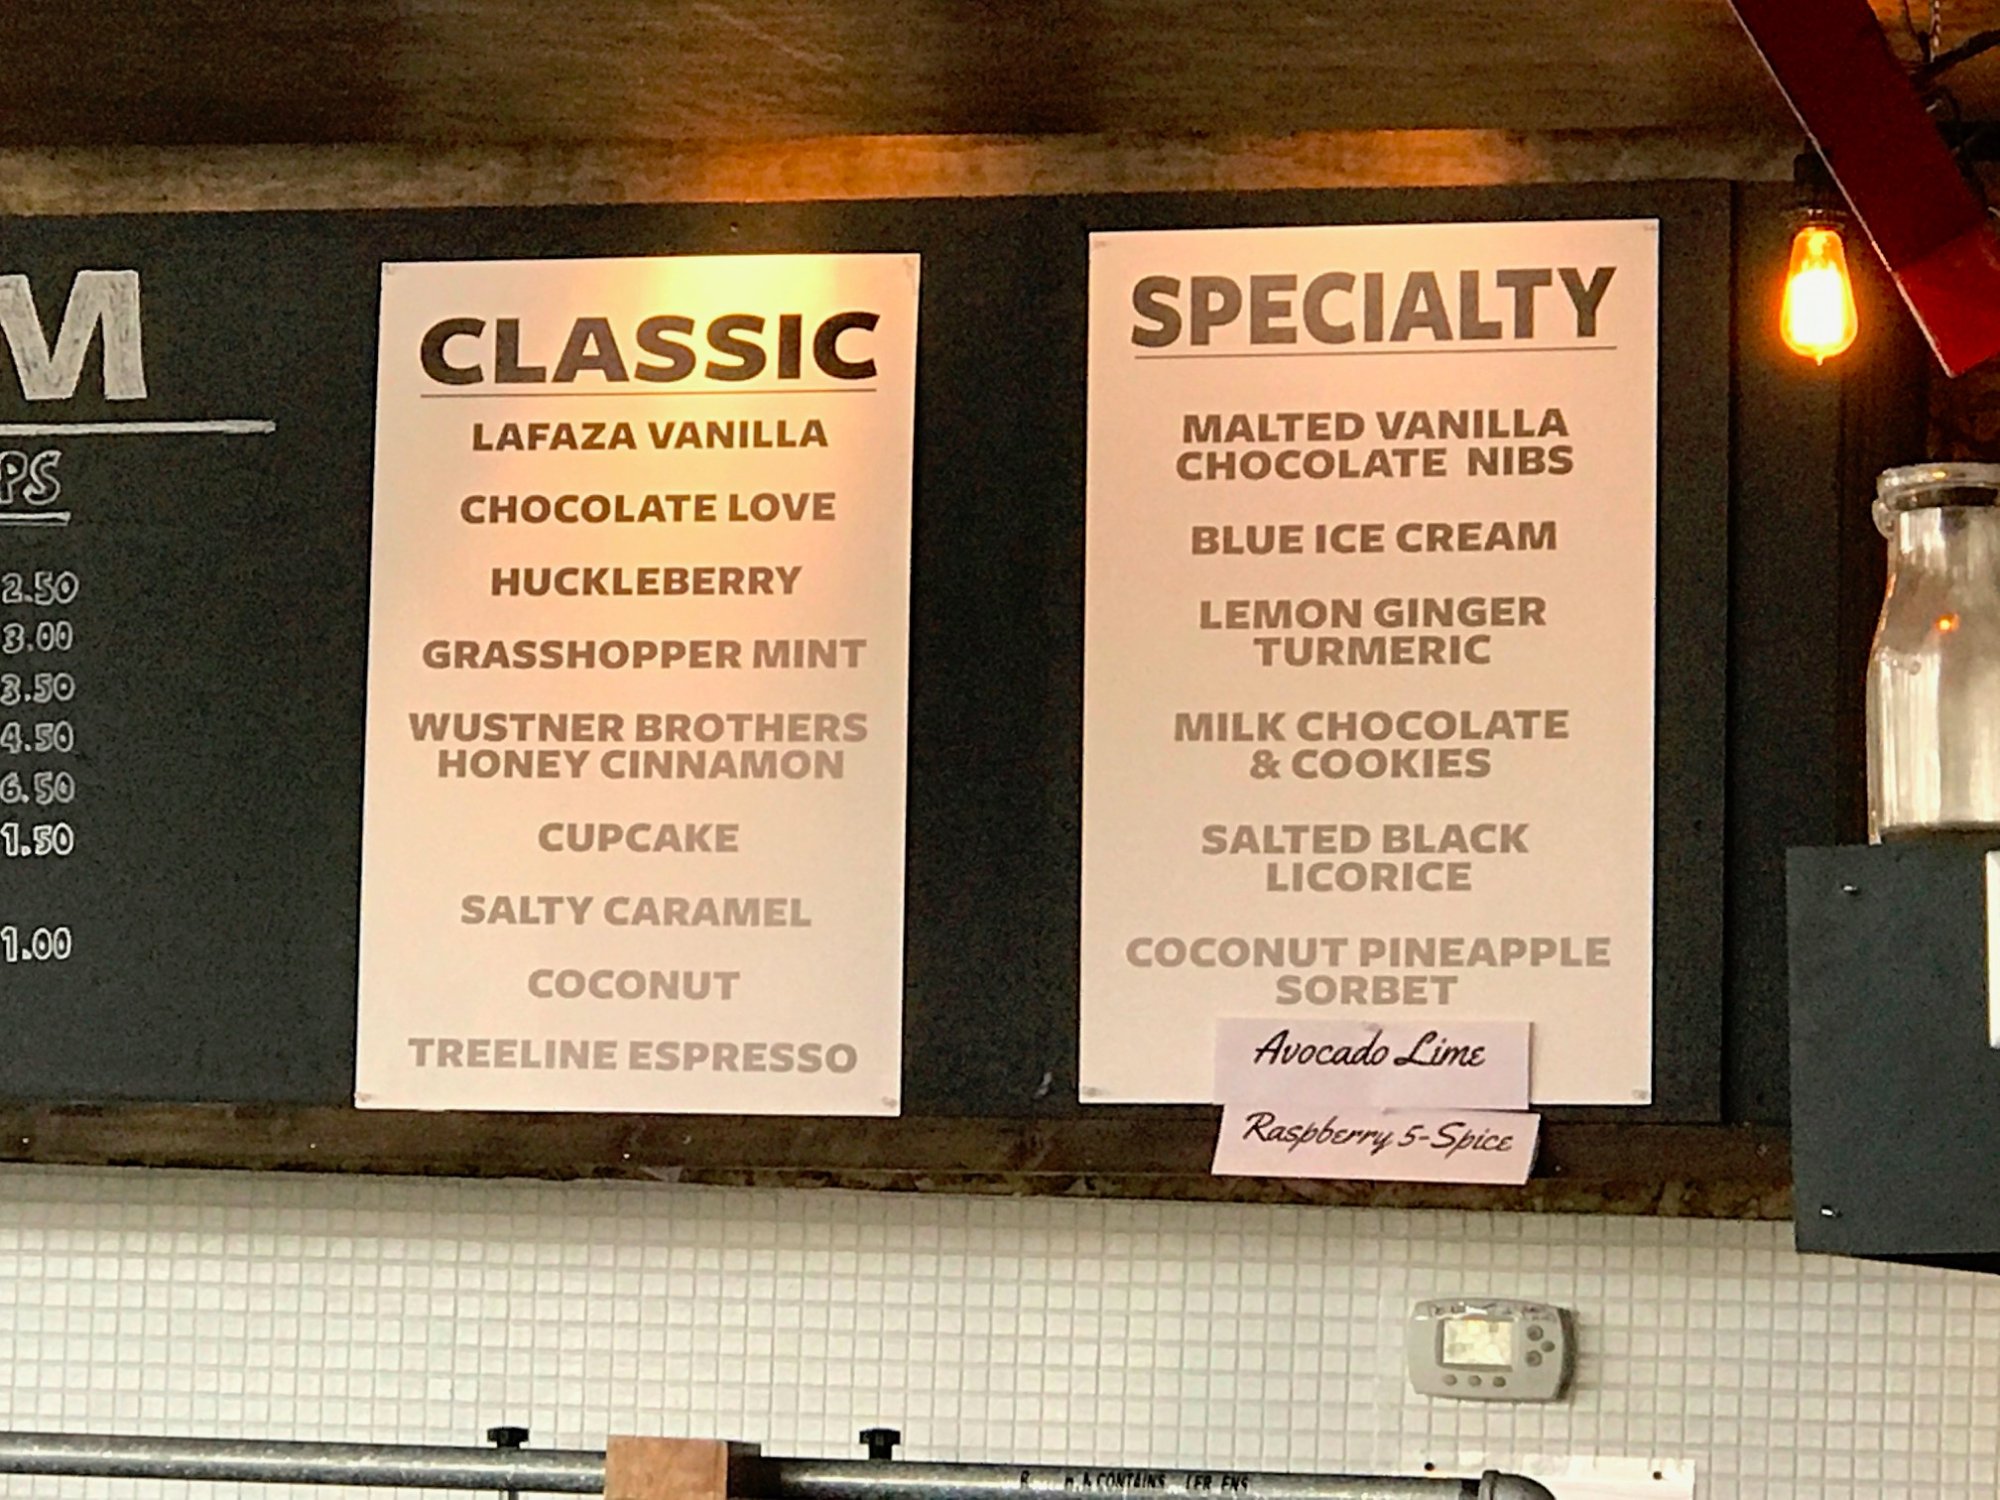 M
PS
2.50
3.00
3.50
4.50
6.50
1.50
1.00
CLASSIC
LAFAZA VANILLA
CHOCOLATE LOVE
HUCKLEBERRY
GRASSHOPPER MINT
WUSTNER BROTHERS
HONEY CINNAMON
CUPCAKE
SALTY CARAMEL
COCONUT
TREELINE ESPRESSO
SPECIALTY
MALTED VANILLA
CHOCOLATE NIBS
BLUE ICE CREAM
LEMON GINGER
TURMERIC
MILK CHOCOLATE
& COOKIES
SALTED BLACK
LICORICE
COCONUT PINEAPPLE
SORBET
Avocado Lime
Raspberry 5-Spice
CONTAINS